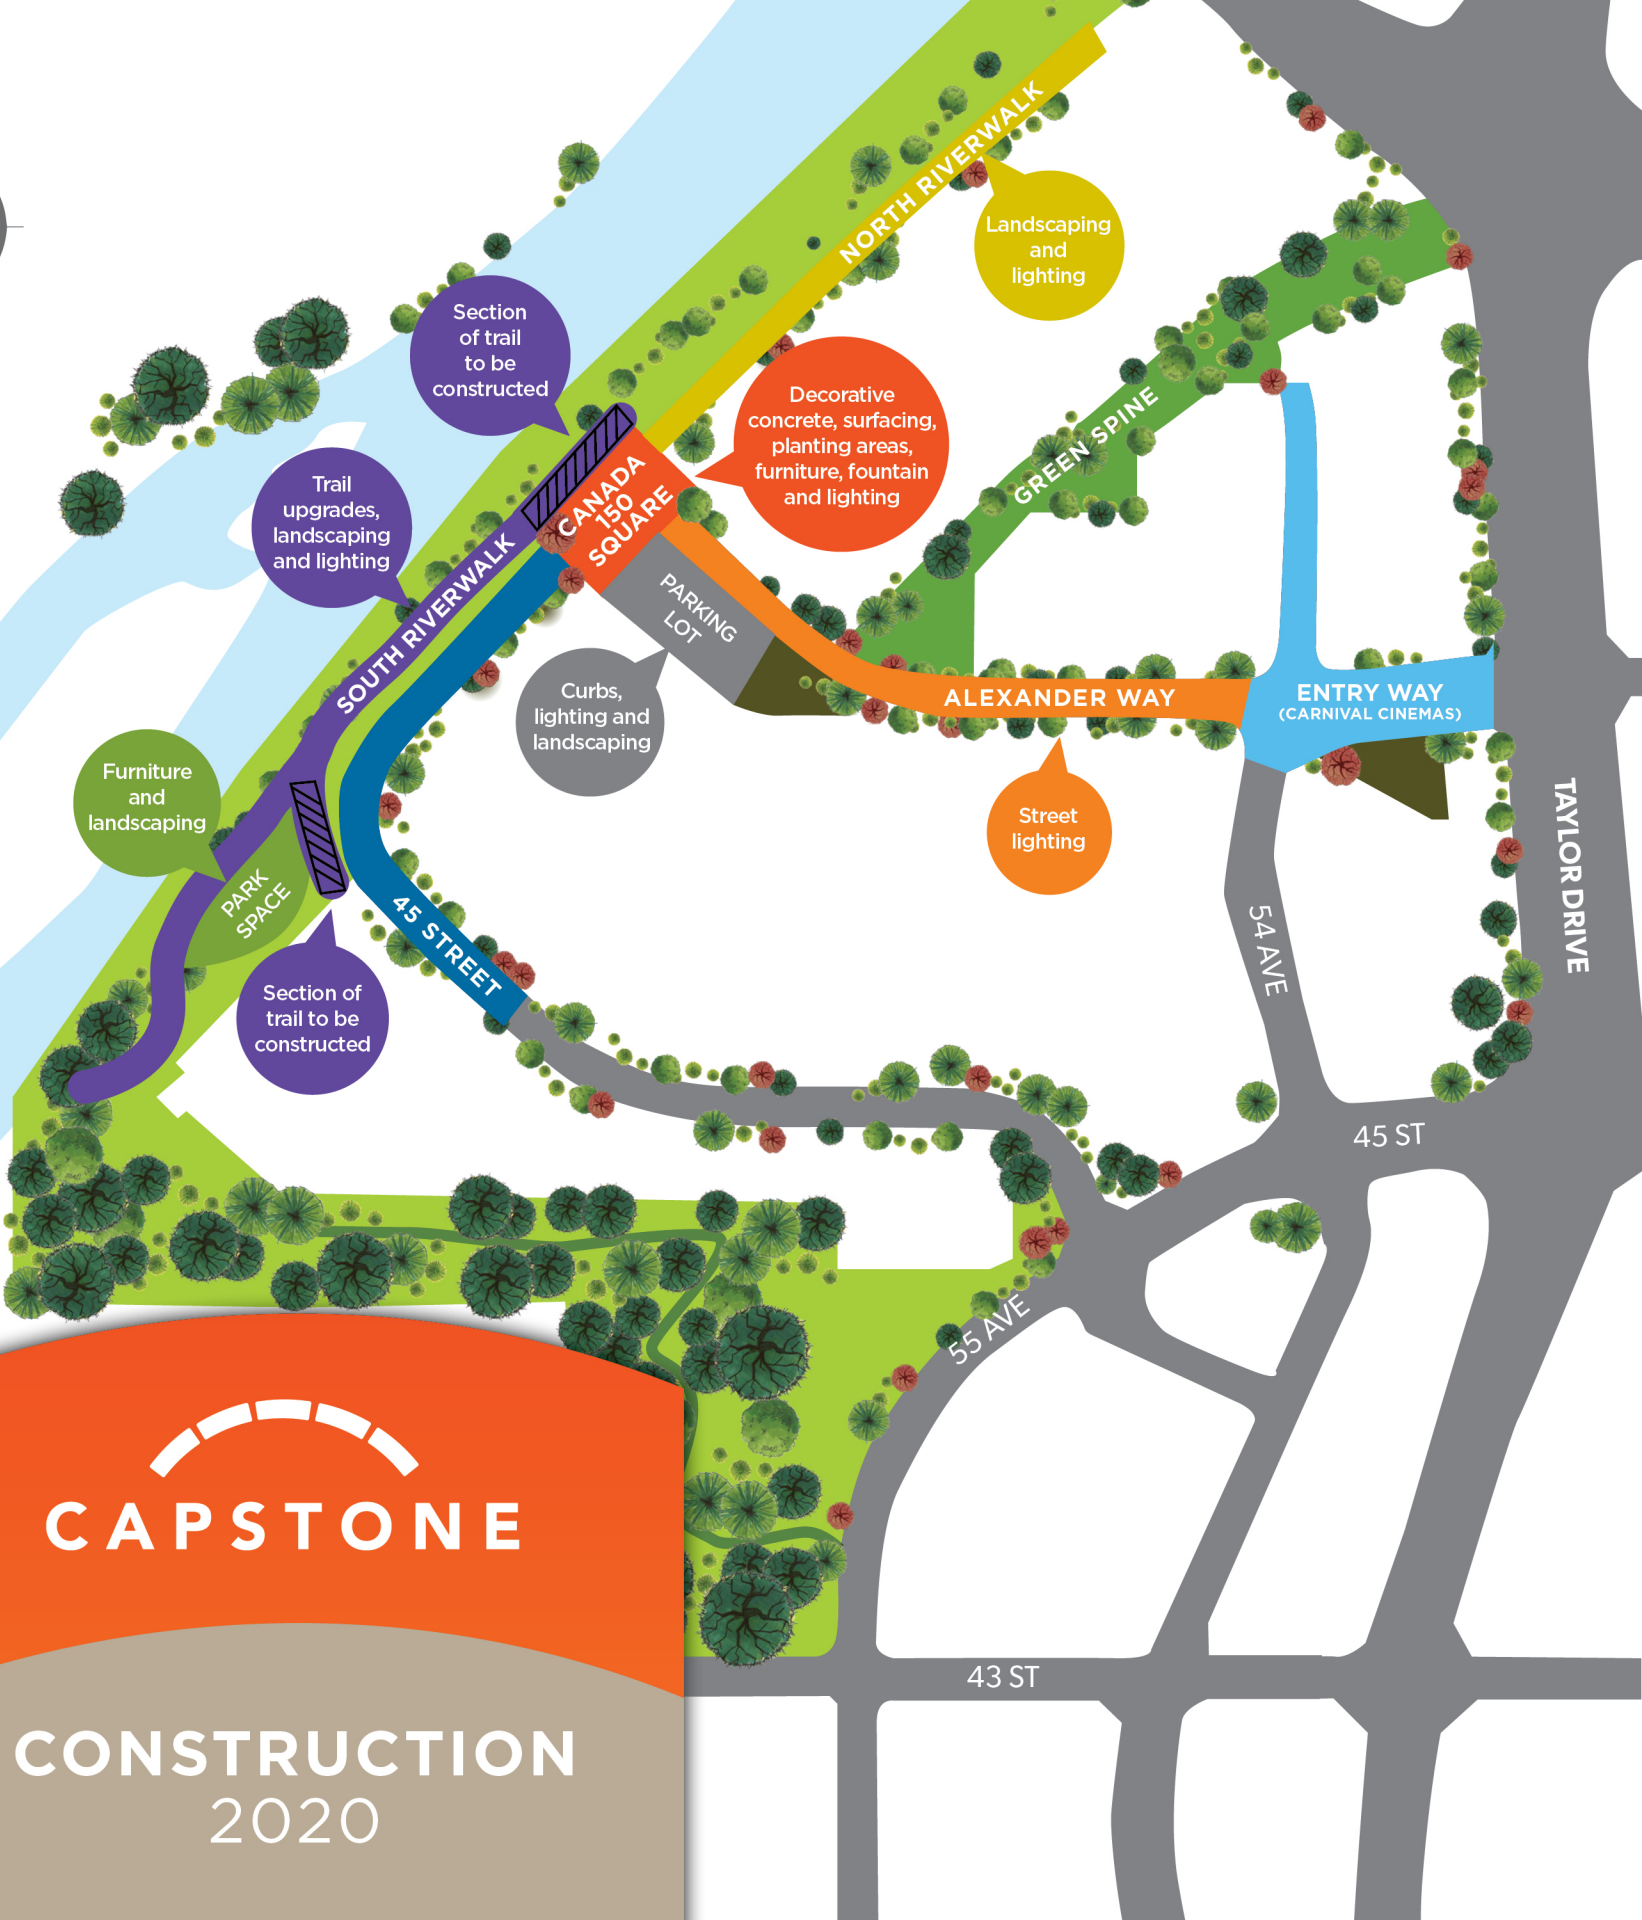 NORTH RIVERWALK
Landscaping
and
lighting
Section
of trail
to be
constructed
Decorative
concrete, surfacing,
planting areas,
furniture, fountain
and lighting
GREEN SPINE
CANADA
150
SQUARE
Trail
upgrades,
landscaping
and lighting
SOUTH RIVERWALK
PARKING
LOT
Curbs,
lighting and
landscaping
ALEXANDER WAY
ENTRY WAY
(CARNIVAL CINEMAS)
Furniture
and
landscaping
Street
lighting
TAYLOR DRIVE
PARK
SPACE
45 STREET
54 AVE
Section of
trail to be
constructed
45 ST
55 AVE
CAPSTONE
43 ST
CONSTRUCTION
2020